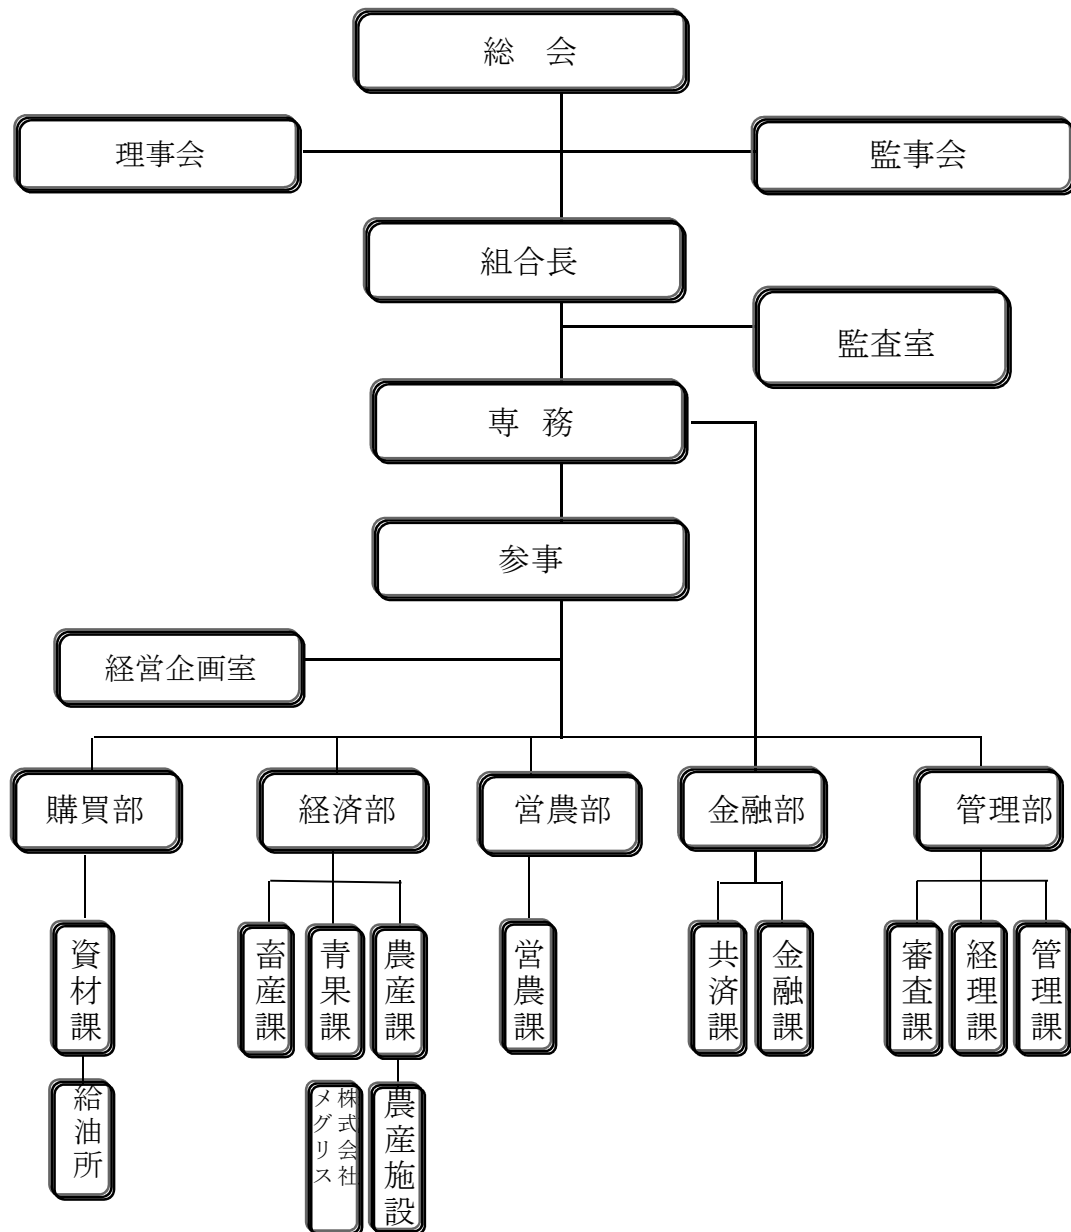 総　会
理事会
監事会
組合長
監査室
専　務
参事
経営企画室
購買部
経済部
営農部
金融部
管理部
資材課
畜産課
青果課
農産課
営農課
共済課
金融課
審査課
経理課
管理課
給油所
株式会社
メグリス
農産施設